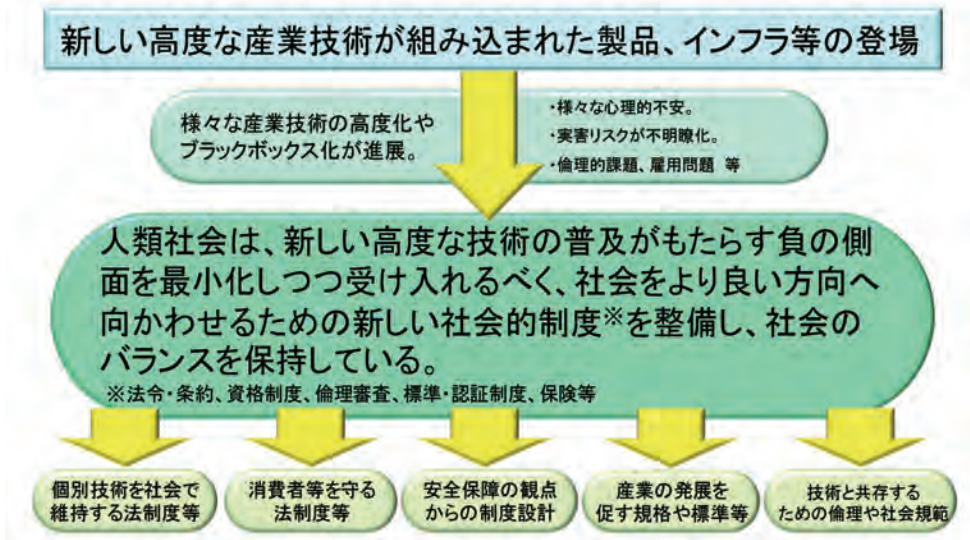 新しい高度な産業技術が組み込まれた製品、インフラ等の登場
様々な産業技術の高度化や
ブラックボックス化が進展。
・様々な心理的不安。
・実害リスクが不明瞭化。
・倫理的課題、雇用問題 等
人類社会は、新しい高度な技術の普及がもたらす負の側
面を最小化しつつ受け入れるべく、社会をより良い方向へ
向かわせるための新しい社会的制度※を整備し、社会の
バランスを保持している。
※法令・条約、資格制度、倫理審査、標準・認証制度、保険等
個別技術を社会で
維持する法制度等
消費者等を守る
法制度等
安全保障の観点
からの制度設計
産業の発展を
促す規格や標準等
技術と共存する
ための倫理や社会規範